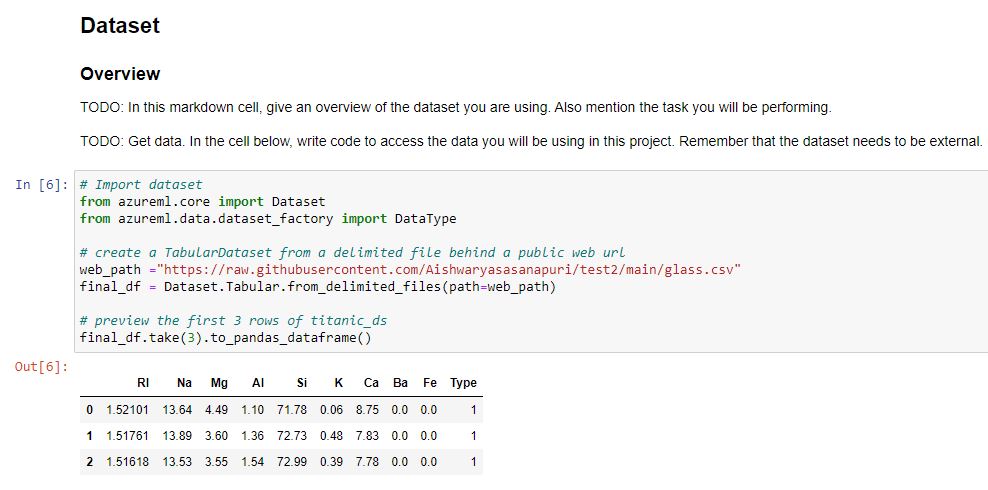 Dataset
Overview
TODO: In this markdown cell, give an overview of the dataset you are using. Also mention the task you will be performing.
TODO: Get data. In the cell below, write code to access the data you will be using in this project. Remember that the dataset needs to be external.
In [6]: # Import dataset
from azureml.core import Dataset
from azureml.data.dataset_factory import DataType
# create a TabularDataset from a delimited file behind a public web url
web_path ="https://raw.githubusercontent.com/Aishwaryasasanapuri/test2/main/glass.csv"
final_df = Dataset.Tabular.from_delimited_files(path=web_path)
# preview the first 3 rows of titanic_ds
final_df.take(3).to_pandas_dataframe()
Out[6]:
RI Na Mg Al Si K Ca Ba Fe Type
0 1.52101 13.64 4.49 1.10 71.78 0.06 8.75 0.0 0.0 1
1 1.51761 13.89 3.60 1.36 72.73 0.48 7.83 0.0 0.0 1
2 1.51618 13.53 3.55 1.54 72.99 0.39 7.78 0.0 0.0 1